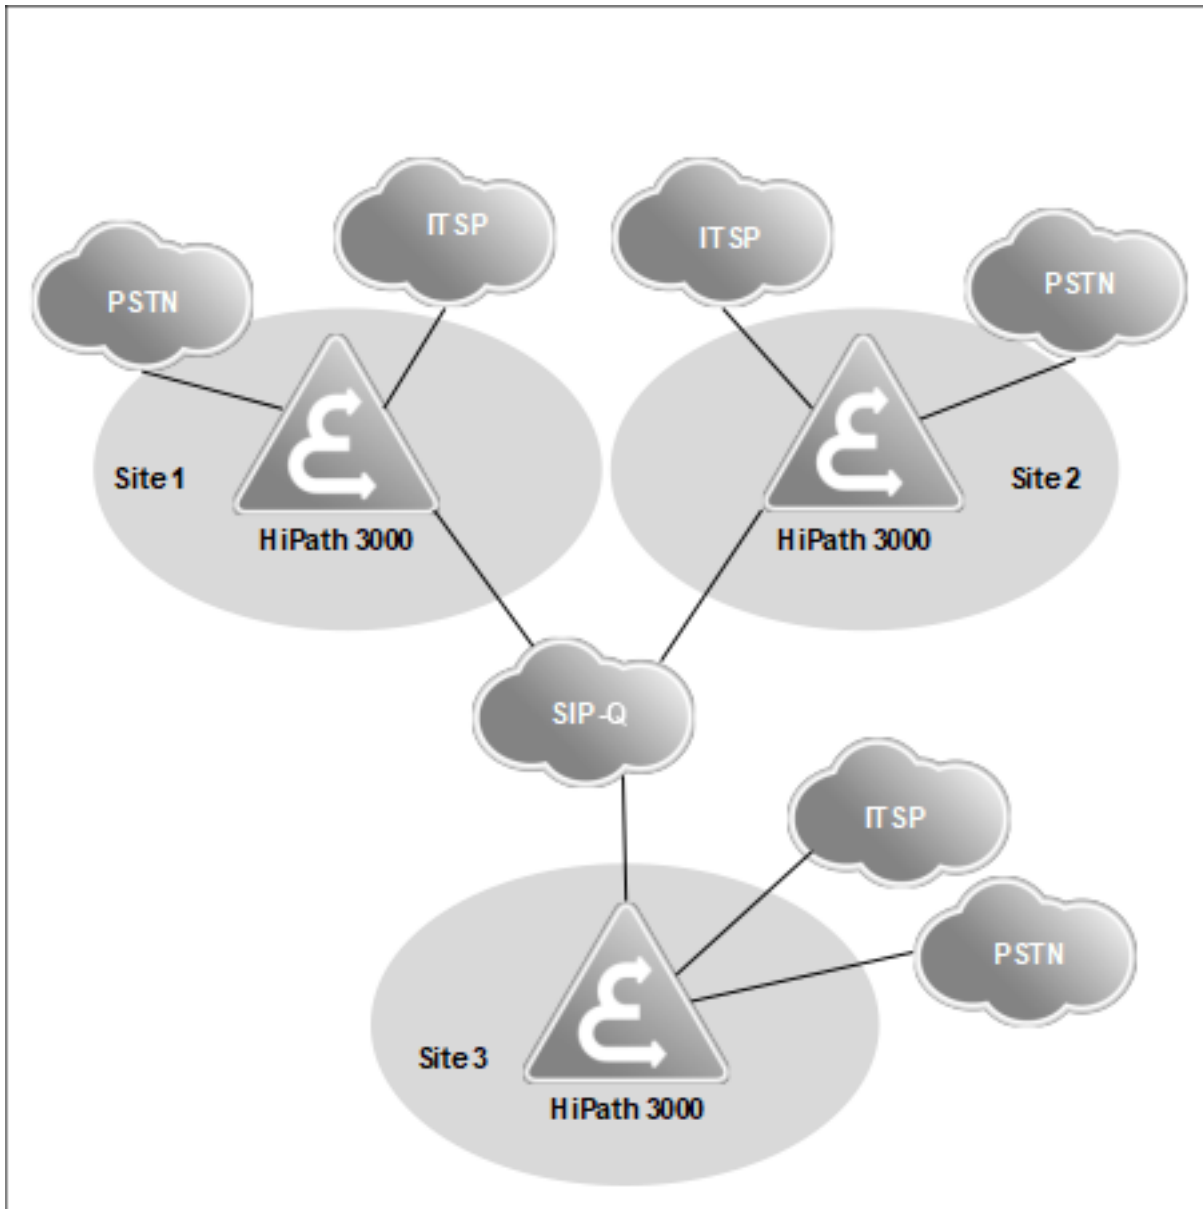 ITSP
ITSP
PSTN
PSTN
Site 1
Site 2
HiPath 3000
HiPath 3000
SIP-Q
ITSP
PSTN
Site 3
HiPath 3000